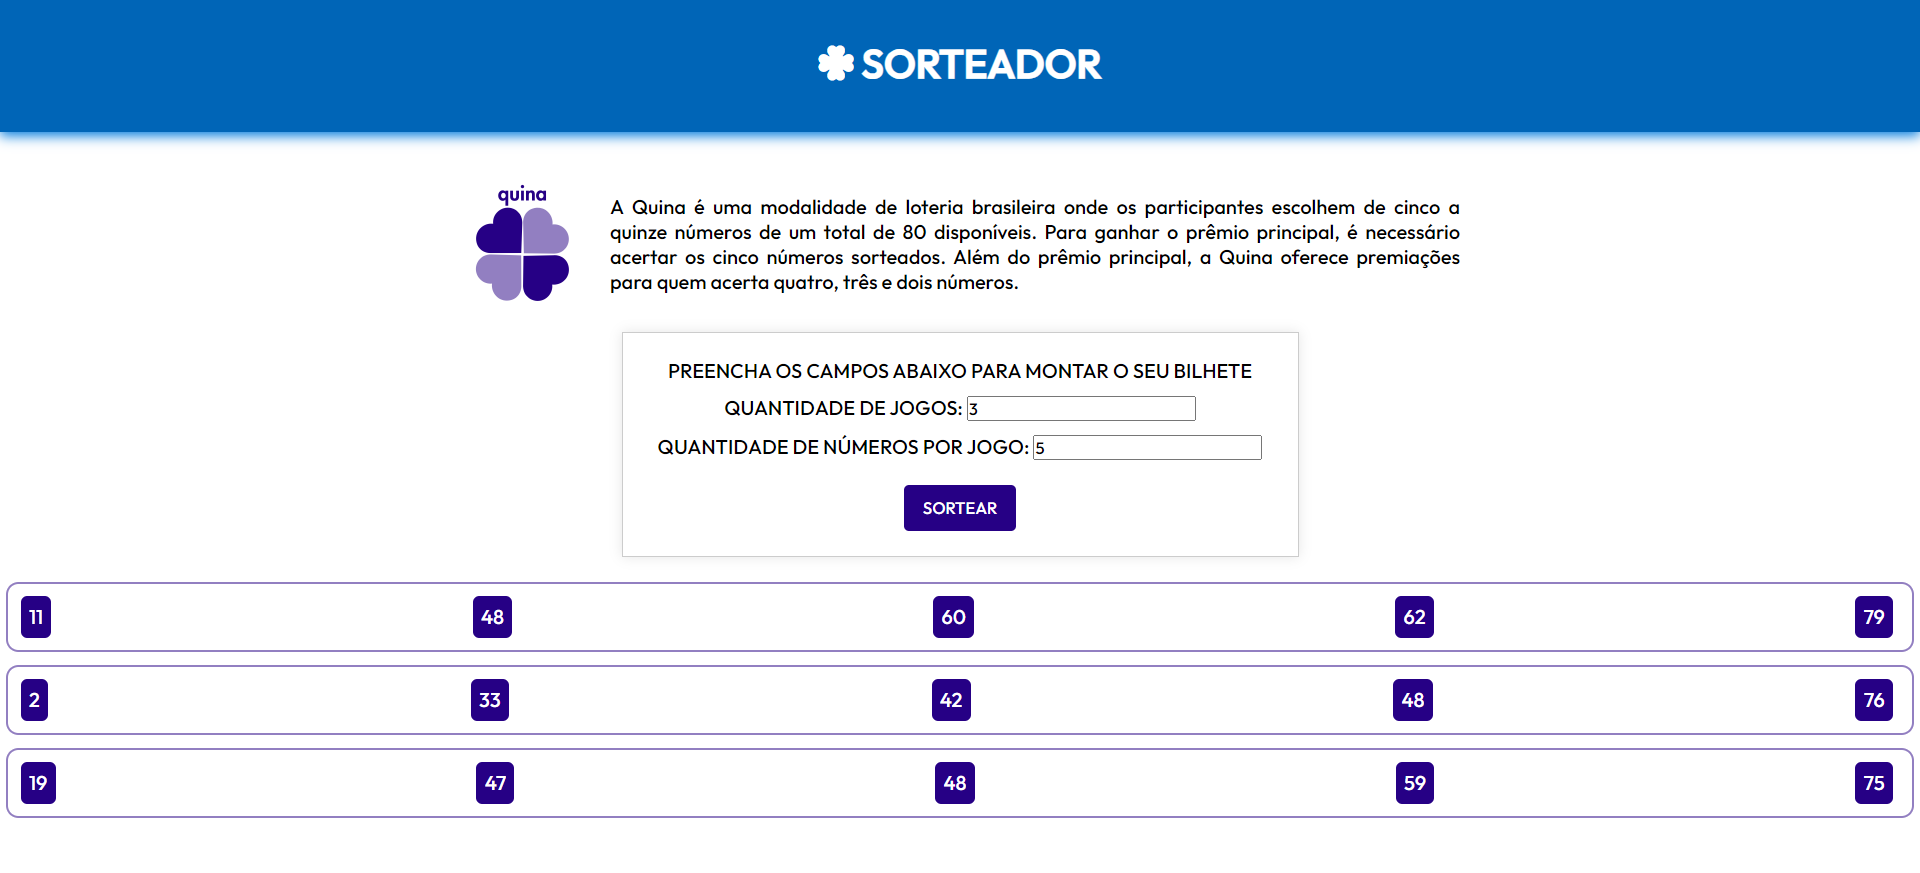 SORTEADOR
quina
A Quina é uma modalidade de loteria brasileira onde os participantes escolhem de cinco a
quinze números de um total de 80 disponíveis. Para ganhar o prêmio principal, é necessário
acertar os cinco números sorteados. Além do prêmio principal, a Quina oferece premiações
para quem acerta quatro, três e dois números.
PREENCHA OS CAMPOS ABAIXO PARA MONTAR O SEU BILHETE
QUANTIDADE DE JOGOS: 3
QUANTIDADE DE NÚMEROS POR JOGO: 5
SORTEAR
11 48 60 62 79
2 33 42 48 76
19 47 48 59 75